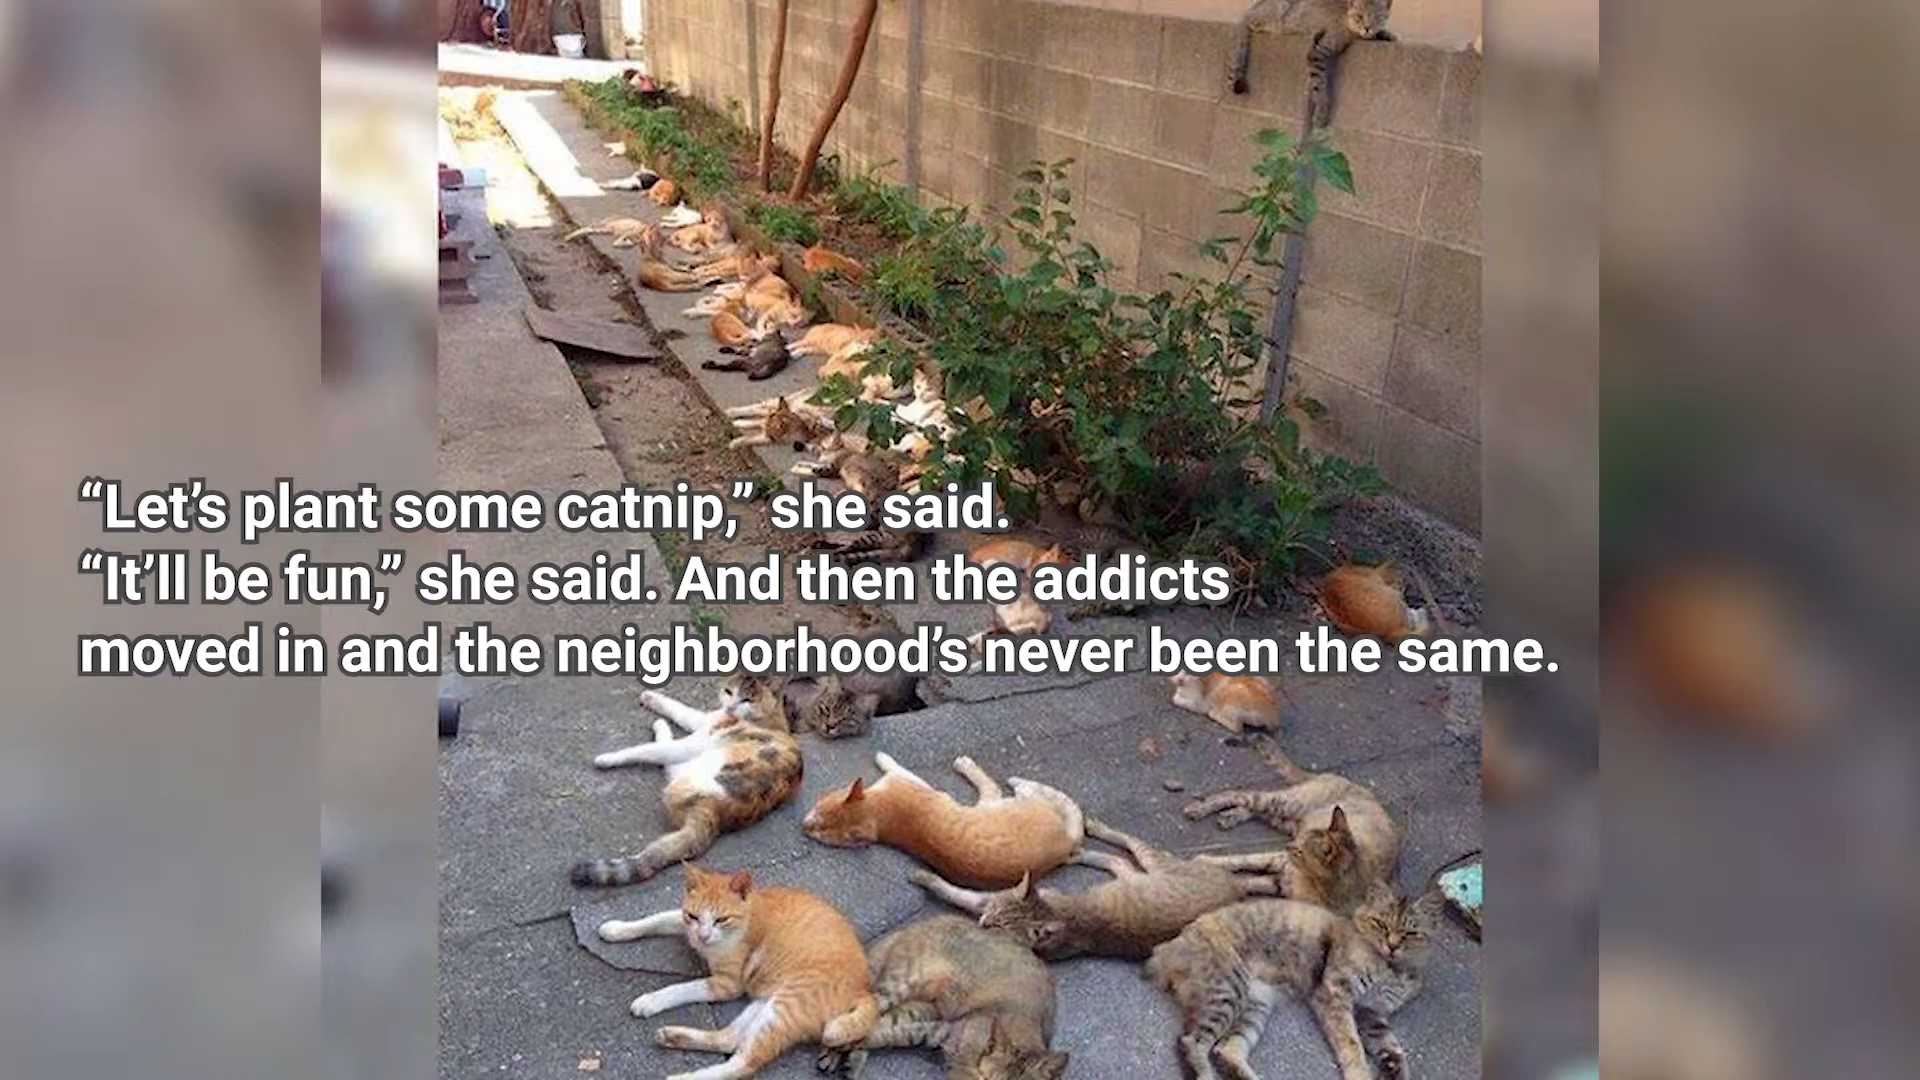 “Let’s plant some catnip,” she said.
“It’ll be fun,” she said. And then the addicts
moved in and the neighborhood’s never been the same.